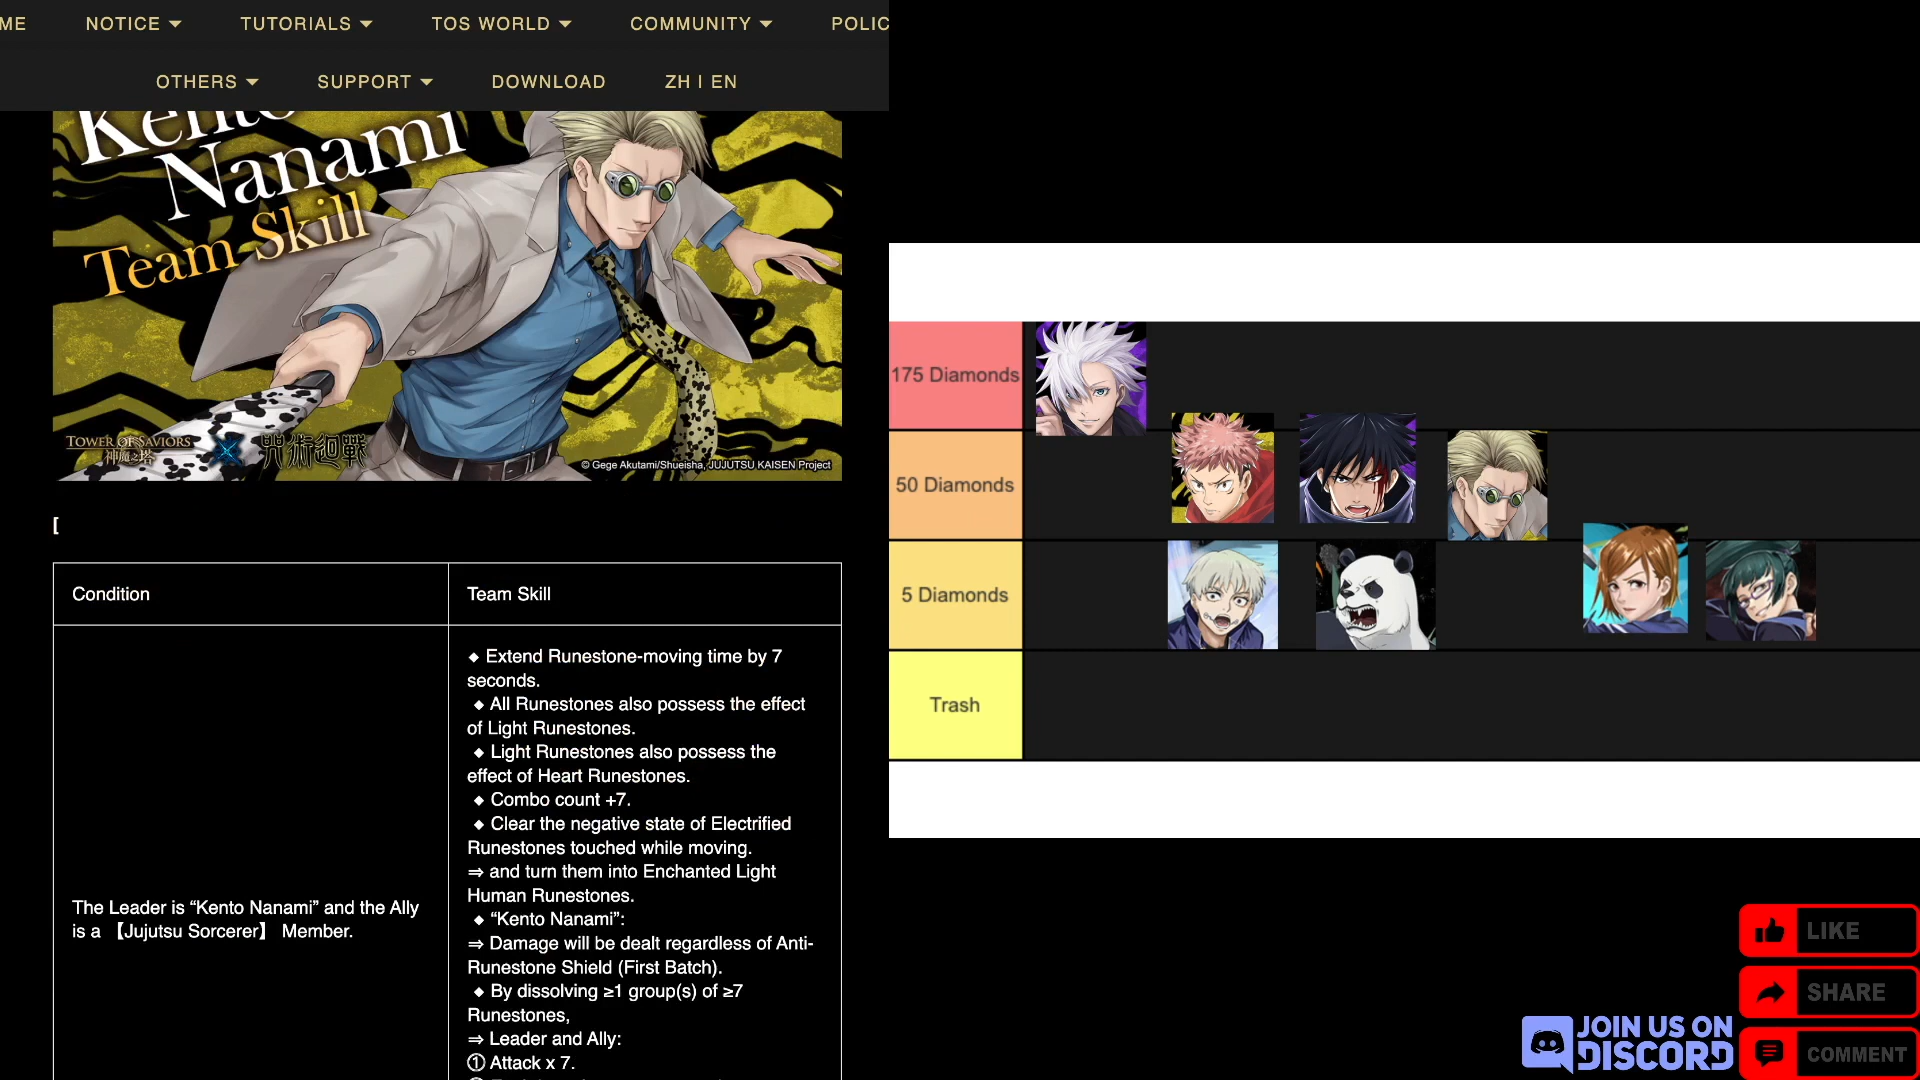 ME NOTICE TUTORIALS TOS WORLD COMMUNITY POLIC
OTHERS SUPPORT DOWNLOAD ZH | EN
Kento
Nanami
Team Skill
TOWER OF SAVIORS
神魔之塔
呪術廻戦
© Gege Akutami/Shueisha, JUJUTSU KAISEN Project
[
Condition
Team Skill
The Leader is “Kento Nanami” and the Ally
is a 【Jujutsu Sorcerer】 Member.
⬥ Extend Runestone-moving time by 7
seconds.
⬥ All Runestones also possess the effect
of Light Runestones.
⬥ Light Runestones also possess the
effect of Heart Runestones.
⬥ Combo count +7.
⬥ Clear the negative state of Electrified
Runestones touched while moving.
⇒ and turn them into Enchanted Light
Human Runestones.
⬥ “Kento Nanami”:
⇒ Damage will be dealt regardless of Anti-
Runestone Shield (First Batch).
⬥ By dissolving ≥1 group(s) of ≥7
Runestones,
⇒ Leader and Ally:
① Attack x 7.
175 Diamonds
50 Diamonds
5 Diamonds
Trash
LIKE
SHARE
COMMENT
JOIN US ON
DISCORD